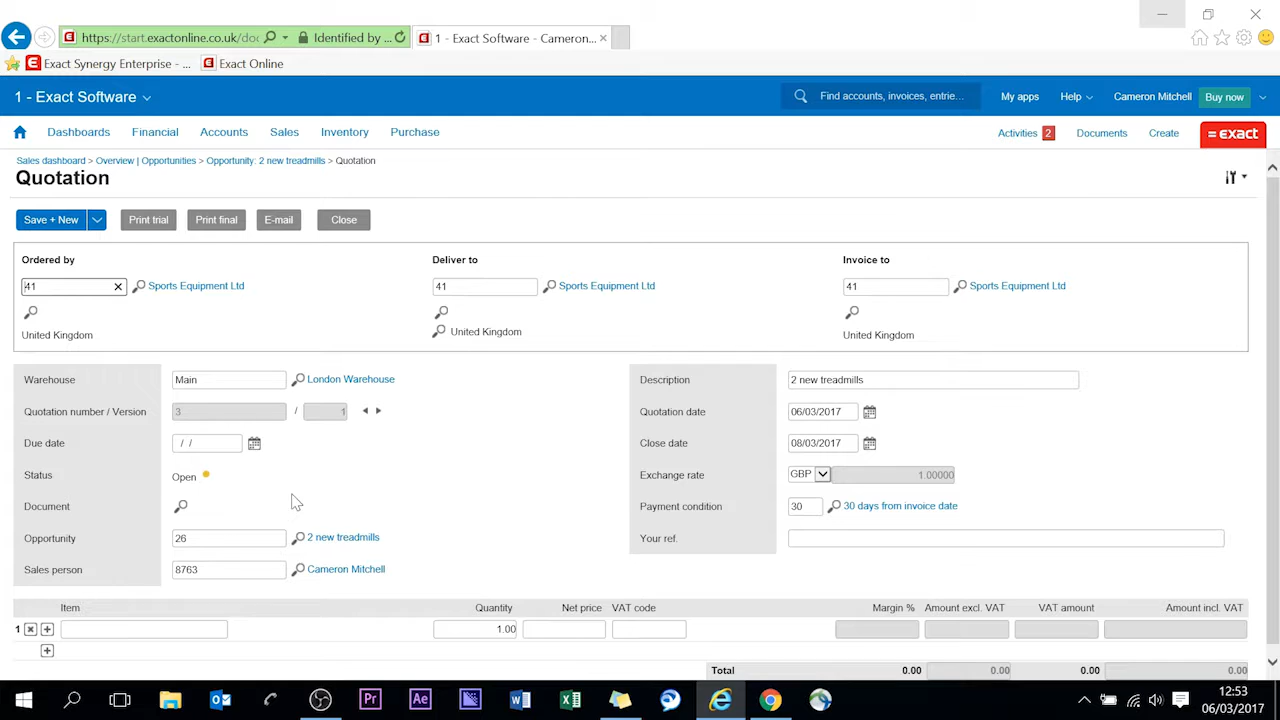 https://start.exactonline.co.uk/doc Identified by ... 1 - Exact Software - Cameron...
Exact Synergy Enterprise - ... Exact Online
1 - Exact Software Find accounts, invoices, entrie... My apps Help Cameron Mitchell Buy now
Dashboards Financial Accounts Sales Inventory Purchase Activities 2 Documents Create = exact
Sales dashboard > Overview | Opportunities > Opportunity: 2 new treadmills > Quotation
Quotation
Save + New Print trial Print final E-mail Close
Ordered by Deliver to Invoice to
41 Sports Equipment Ltd 41 Sports Equipment Ltd 41 Sports Equipment Ltd
United Kingdom United Kingdom United Kingdom
Warehouse Main London Warehouse Description 2 new treadmills
Quotation number / Version 3 / 1 Quotation date 06/03/2017
Due date / / Close date 08/03/2017
Status Open Exchange rate GBP 1.00000
Document Payment condition 30 30 days from invoice date
Opportunity 26 2 new treadmills Your ref.
Sales person 8763 Cameron Mitchell
Item Quantity Net price VAT code Margin % Amount excl. VAT VAT amount Amount incl. VAT
1 1.00
Total 0.00 0.00 0.00 0.00
Pr Ae 12:53
06/03/2017